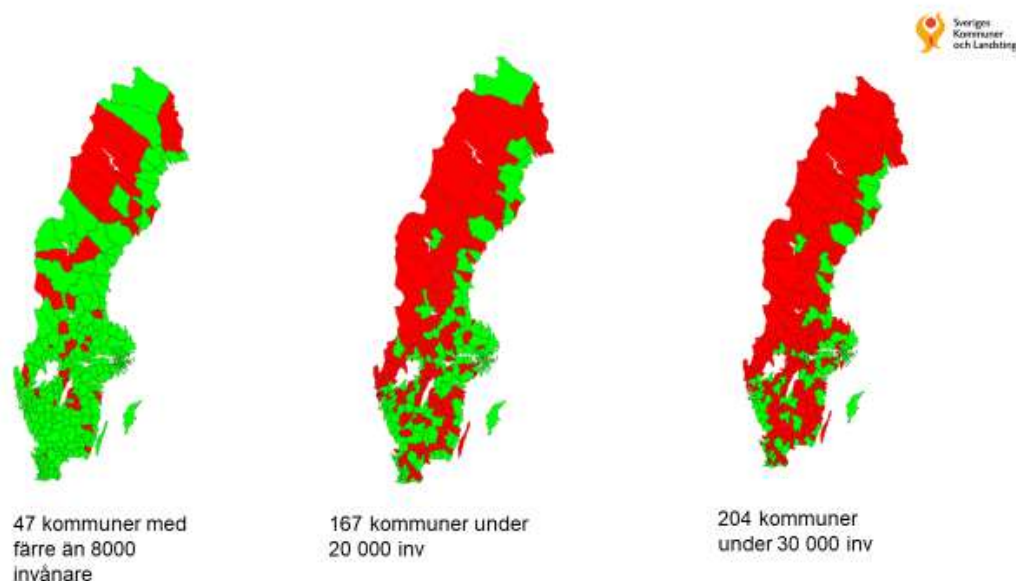 Sveriges
Kommuner
och Landsting
47 kommuner med
färre än 8000
invånare
167 kommuner under
20 000 inv
204 kommuner
under 30 000 inv